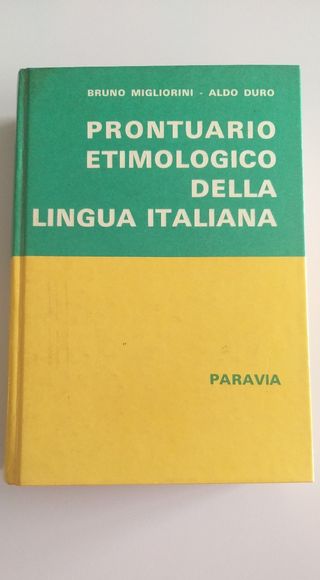 BRUNO MIGLIORINI - ALDO DURO
PRONTUARIO
ETIMOLOGICO
DELLA
LINGUA ITALIANA
PARAVIA